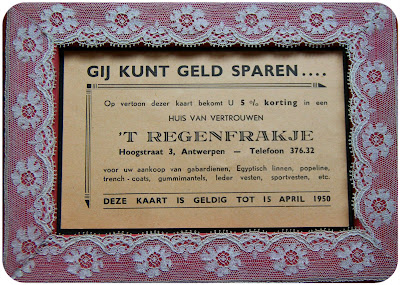 GIJ KUNT GELD SPAREN....
Op vertoon dezer kaart bekomt U 5 % korting in een
HUIS VAN VERTROUWEN
'T REGENFRAKJE
Hoogstraat 3, Antwerpen — Telefoon 376.32
voor uw aankoop van gabardienen, Egyptisch linnen, popeline,
trench-coats, gummimantels, leder vesten, sportvesten, etc.
DEZE KAART IS GELDIG TOT 15 APRIL 1950